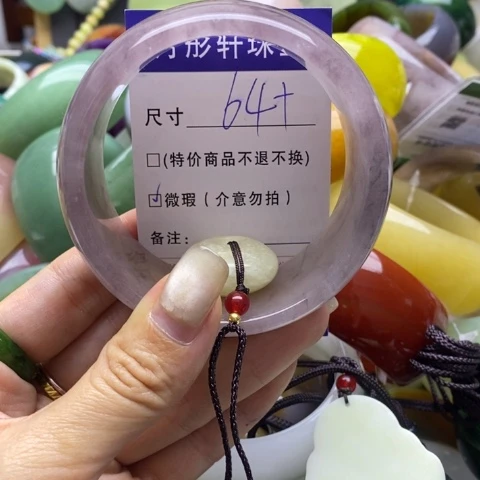 彤轩珠
尺寸 64+
□(特价商品不退不换)
☑微瑕（介意勿拍）
备注: